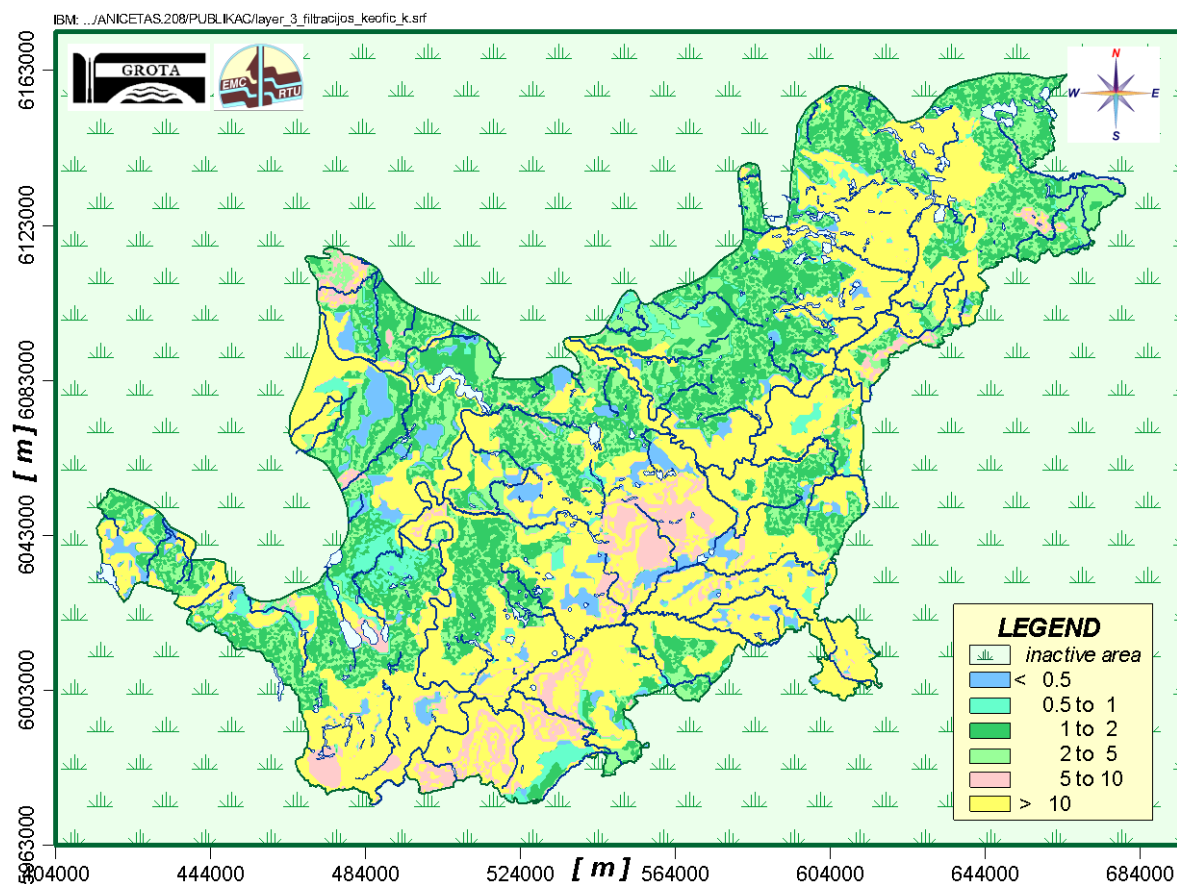 IBM: .../ANICETAS.208/PUBLIKAC/layer_3_filtracijos_keofic_k.srf
GROTA
EMC
RTU
N
W E
S
6163000
6123000
6083000
[ m ]
6043000
6003000
5963000
LEGEND
inactive area
< 0.5
0.5 to 1
1 to 2
2 to 5
5 to 10
> 10
404000 444000 484000 524000 [ m ] 564000 604000 644000 684000